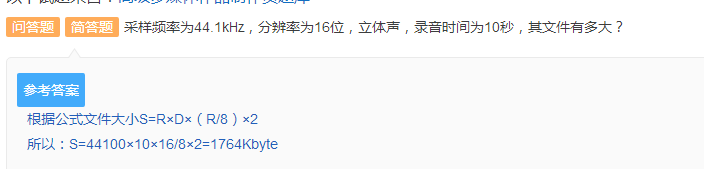 问答题 简答题 采样频率为44.1kHz，分辨率为16位，立体声，录音时间为10秒，其文件有多大？
参考答案
根据公式文件大小S=R×D×（R/8）×2
所以：S=44100×10×16/8×2=1764Kbyte